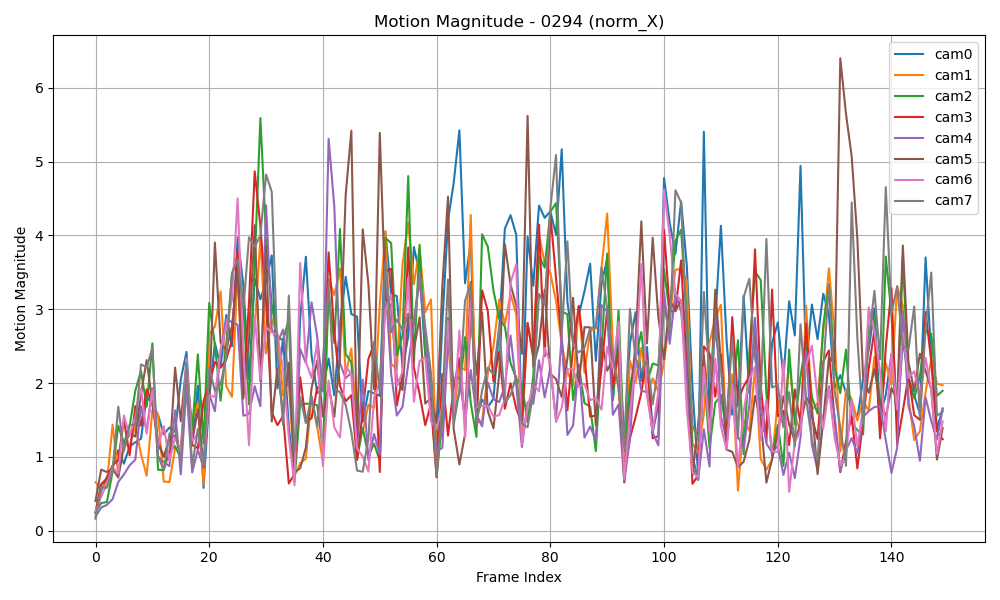 Motion Magnitude - 0294 (norm_X)
Motion Magnitude
6
5
4
3
2
1
0
0 20 40 60 80 100 120 140
Frame Index
cam0
cam1
cam2
cam3
cam4
cam5
cam6
cam7